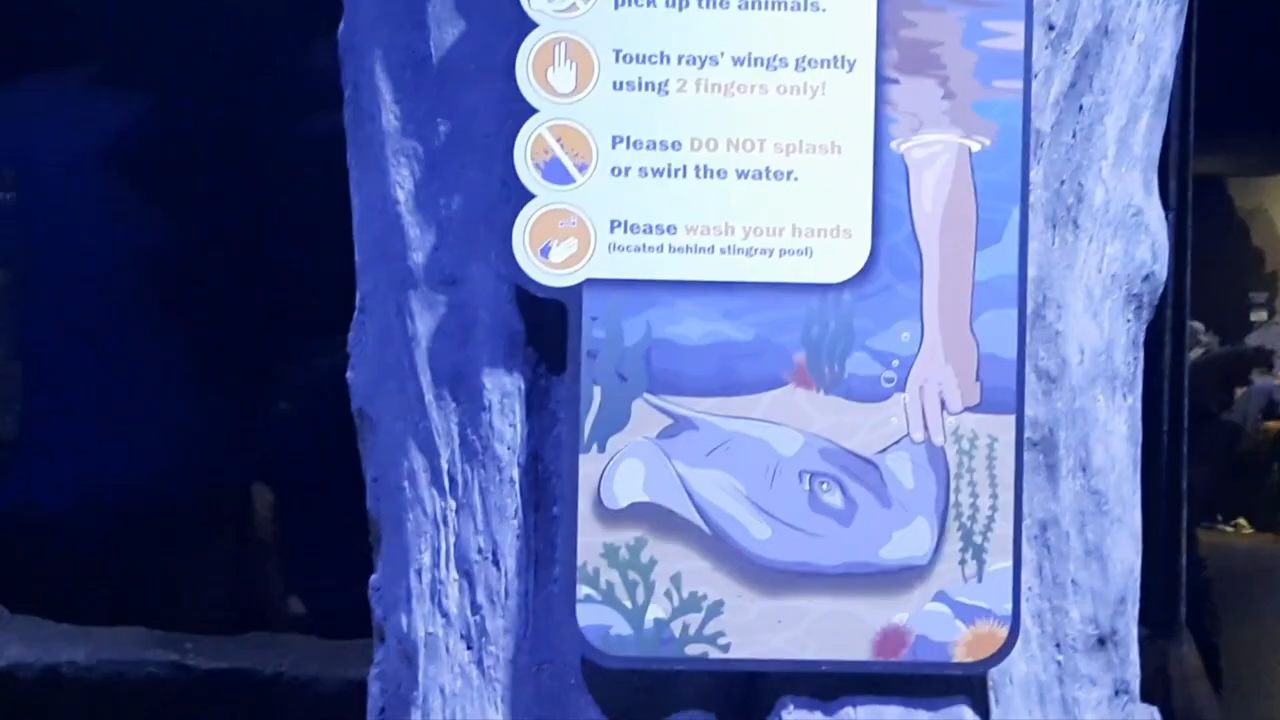 pick up the animals.
Touch rays' wings gently
using 2 fingers only!
Please DO NOT splash
or swirl the water.
Please wash your hands
(located behind stingray pool)